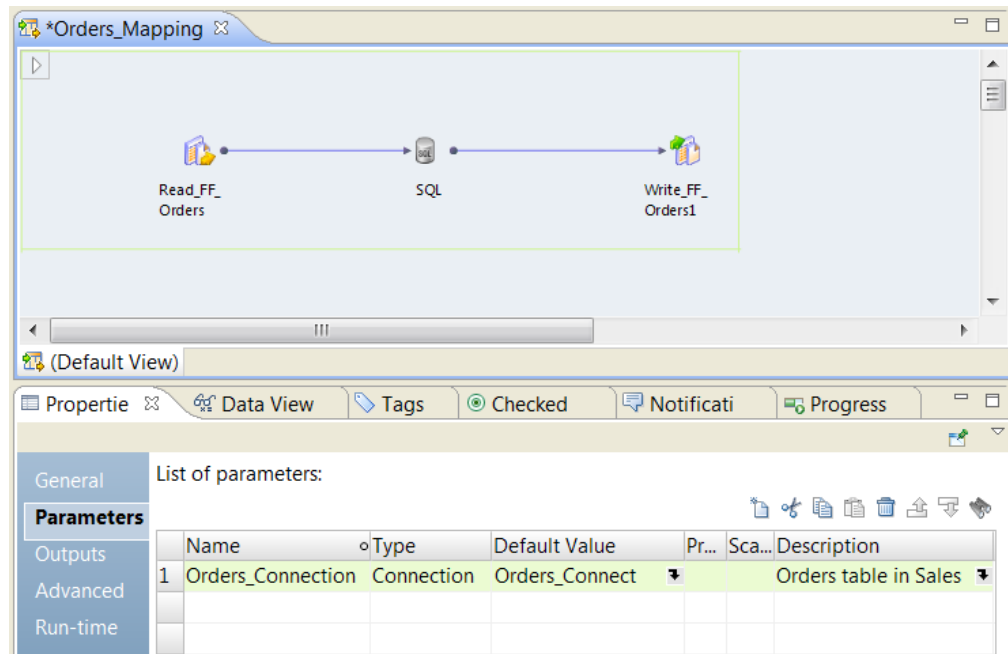 *Orders_Mapping
Read_FF_
Orders
SQL
Write_FF_
Orders1
(Default View)
Propertie Data View Tags Checked Notificati Progress
General
List of parameters:
Parameters
Outputs
Advanced
Run-time
Name Type Default Value Pr... Sca... Description
1 Orders_Connection Connection Orders_Connect Orders table in Sales